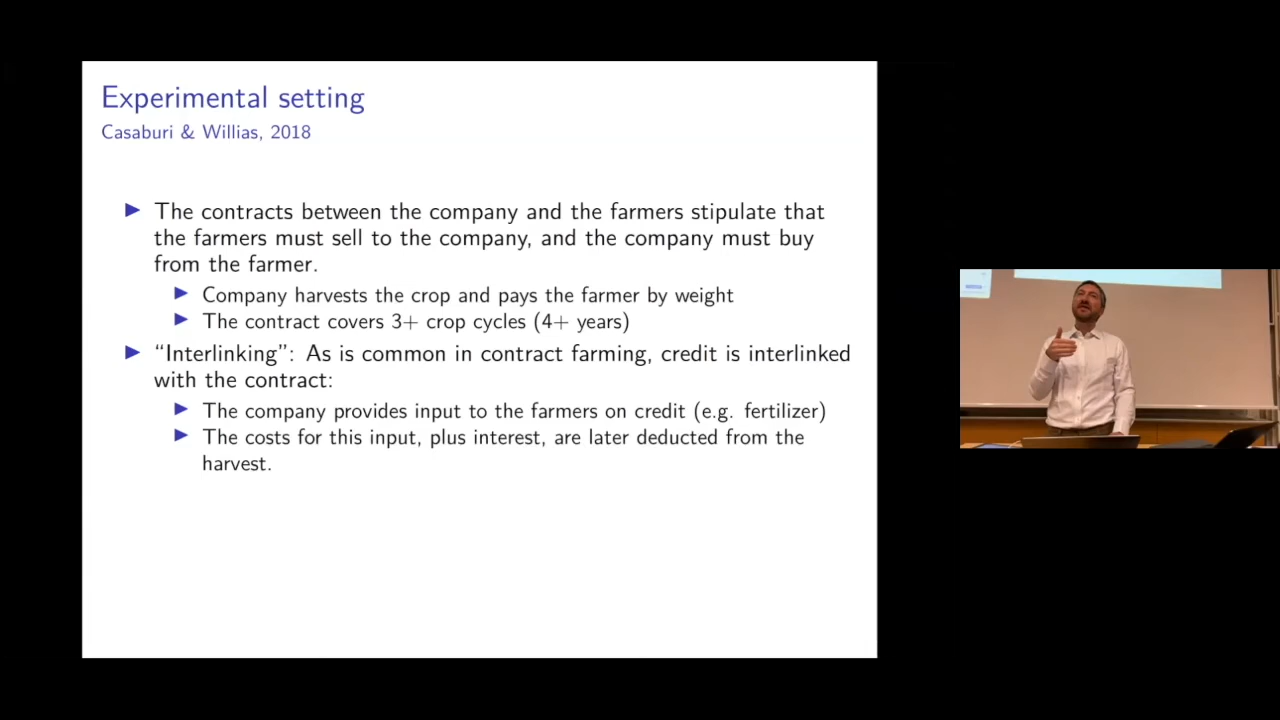 Experimental setting
Casaburi & Willias, 2018
The contracts between the company and the farmers stipulate that
the farmers must sell to the company, and the company must buy
from the farmer.
Company harvests the crop and pays the farmer by weight
The contract covers 3+ crop cycles (4+ years)
“Interlinking”: As is common in contract farming, credit is interlinked
with the contract:
The company provides input to the farmers on credit (e.g. fertilizer)
The costs for this input, plus interest, are later deducted from the
harvest.